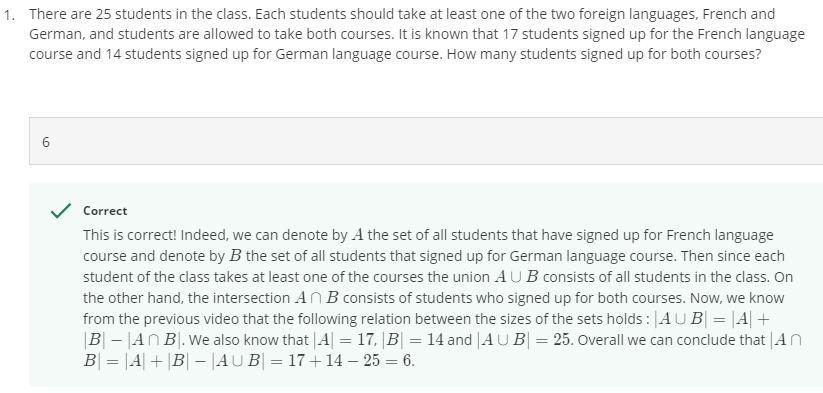 1. There are 25 students in the class. Each students should take at least one of the two foreign languages, French and
German, and students are allowed to take both courses. It is known that 17 students signed up for the French language
course and 14 students signed up for German language course. How many students signed up for both courses?
6
Correct
This is correct! Indeed, we can denote by A the set of all students that have signed up for French language
course and denote by B the set of all students that signed up for German language course. Then since each
student of the class takes at least one of the courses the union A ∪ B consists of all students in the class. On
the other hand, the intersection A ∩ B consists of students who signed up for both courses. Now, we know
from the previous video that the following relation between the sizes of the sets holds : |A ∪ B| = |A| +
|B| − |A ∩ B|. We also know that |A| = 17, |B| = 14 and |A ∪ B| = 25. Overall we can conclude that |A ∩
B| = |A| + |B| − |A ∪ B| = 17 + 14 − 25 = 6.